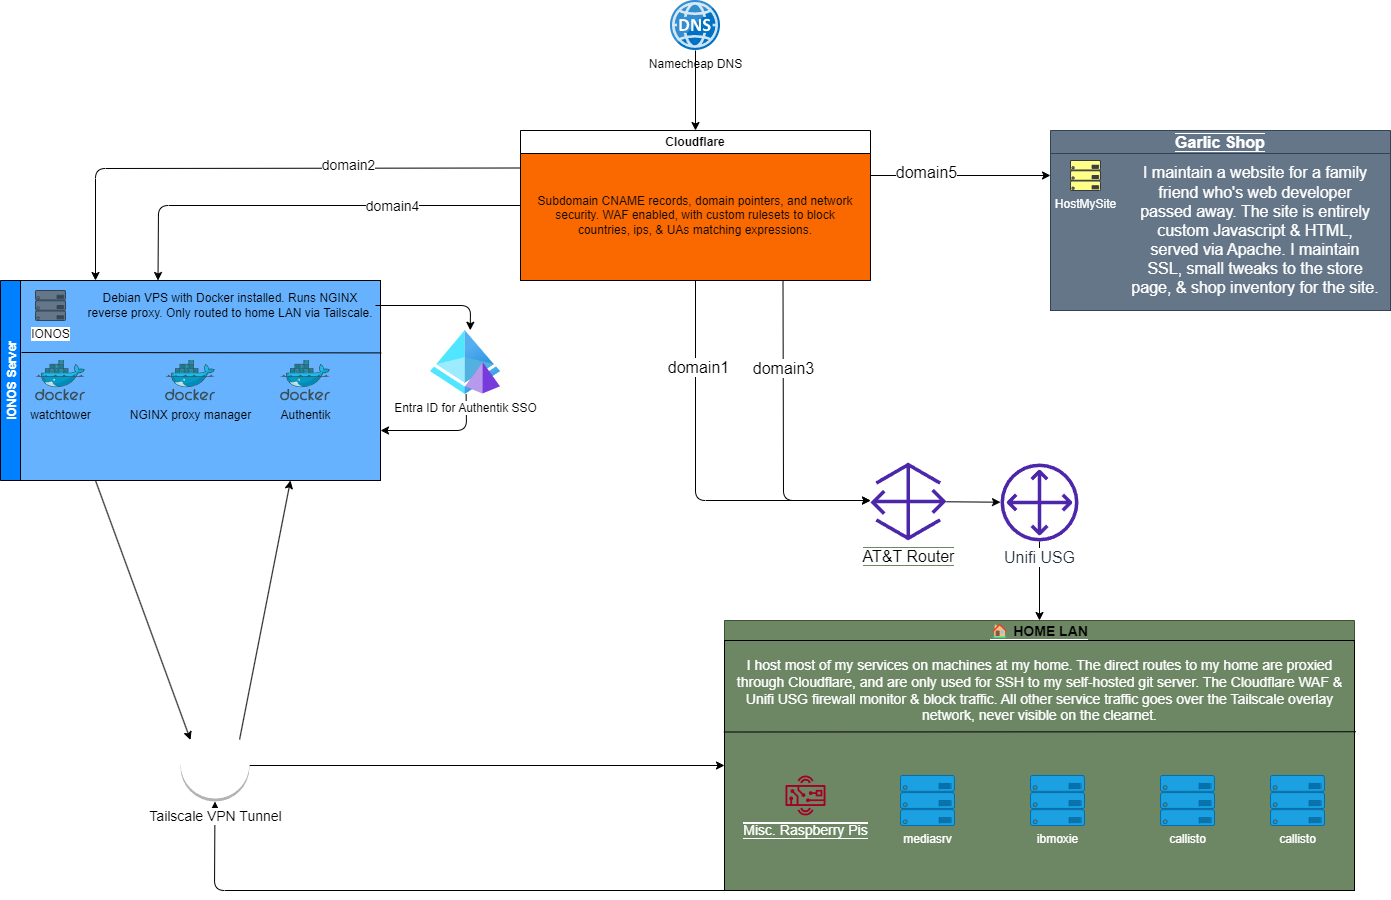 DNS
Namecheap DNS
Cloudflare
Subdomain CNAME records, domain pointers, and network
security. WAF enabled, with custom rulesets to block
countries, ips, & UAs matching expressions.
domain2
domain4
domain5
Garlic Shop
HostMySite
I maintain a website for a family
friend who's web developer
passed away. The site is entirely
custom Javascript & HTML,
served via Apache. I maintain
SSL, small tweaks to the store
page, & shop inventory for the site.
IONOS Server
IONOS
Debian VPS with Docker installed. Runs NGINX
reverse proxy. Only routed to home LAN via Tailscale.
docker
watchtower
docker
NGINX proxy manager
docker
Authentik
Entra ID for Authentik SSO
domain1
domain3
AT&T Router
Unifi USG
HOME LAN
I host most of my services on machines at my home. The direct routes to my home are proxied
through Cloudflare, and are only used for SSH to my self-hosted git server. The Cloudflare WAF &
Unifi USG firewall monitor & block traffic. All other service traffic goes over the Tailscale overlay
network, never visible on the clearnet.
Misc. Raspberry Pis
mediasrv
ibmoxie
callisto
callisto
Tailscale VPN Tunnel